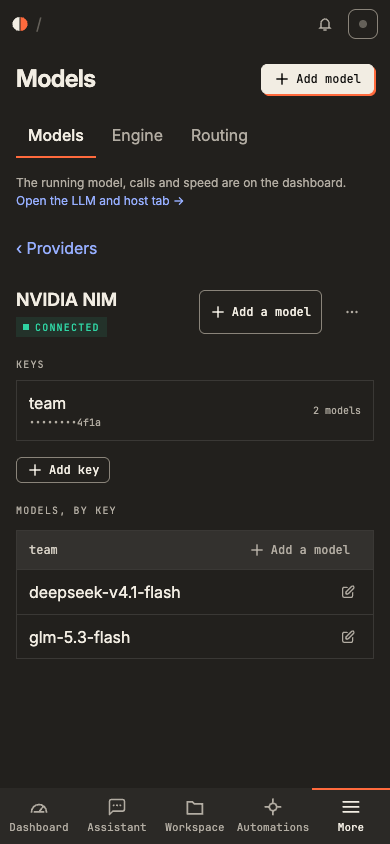 /
Models
+ Add model
Models Engine Routing
The running model, calls and speed are on the dashboard.
Open the LLM and host tab →
‹ Providers
NVIDIA NIM
CONNECTED
+ Add a model
···
KEYS
team
••••••••4f1a
2 models
+ Add key
MODELS, BY KEY
team + Add a model
deepseek-v4.1-flash
glm-5.3-flash
Dashboard Assistant Workspace Automations More